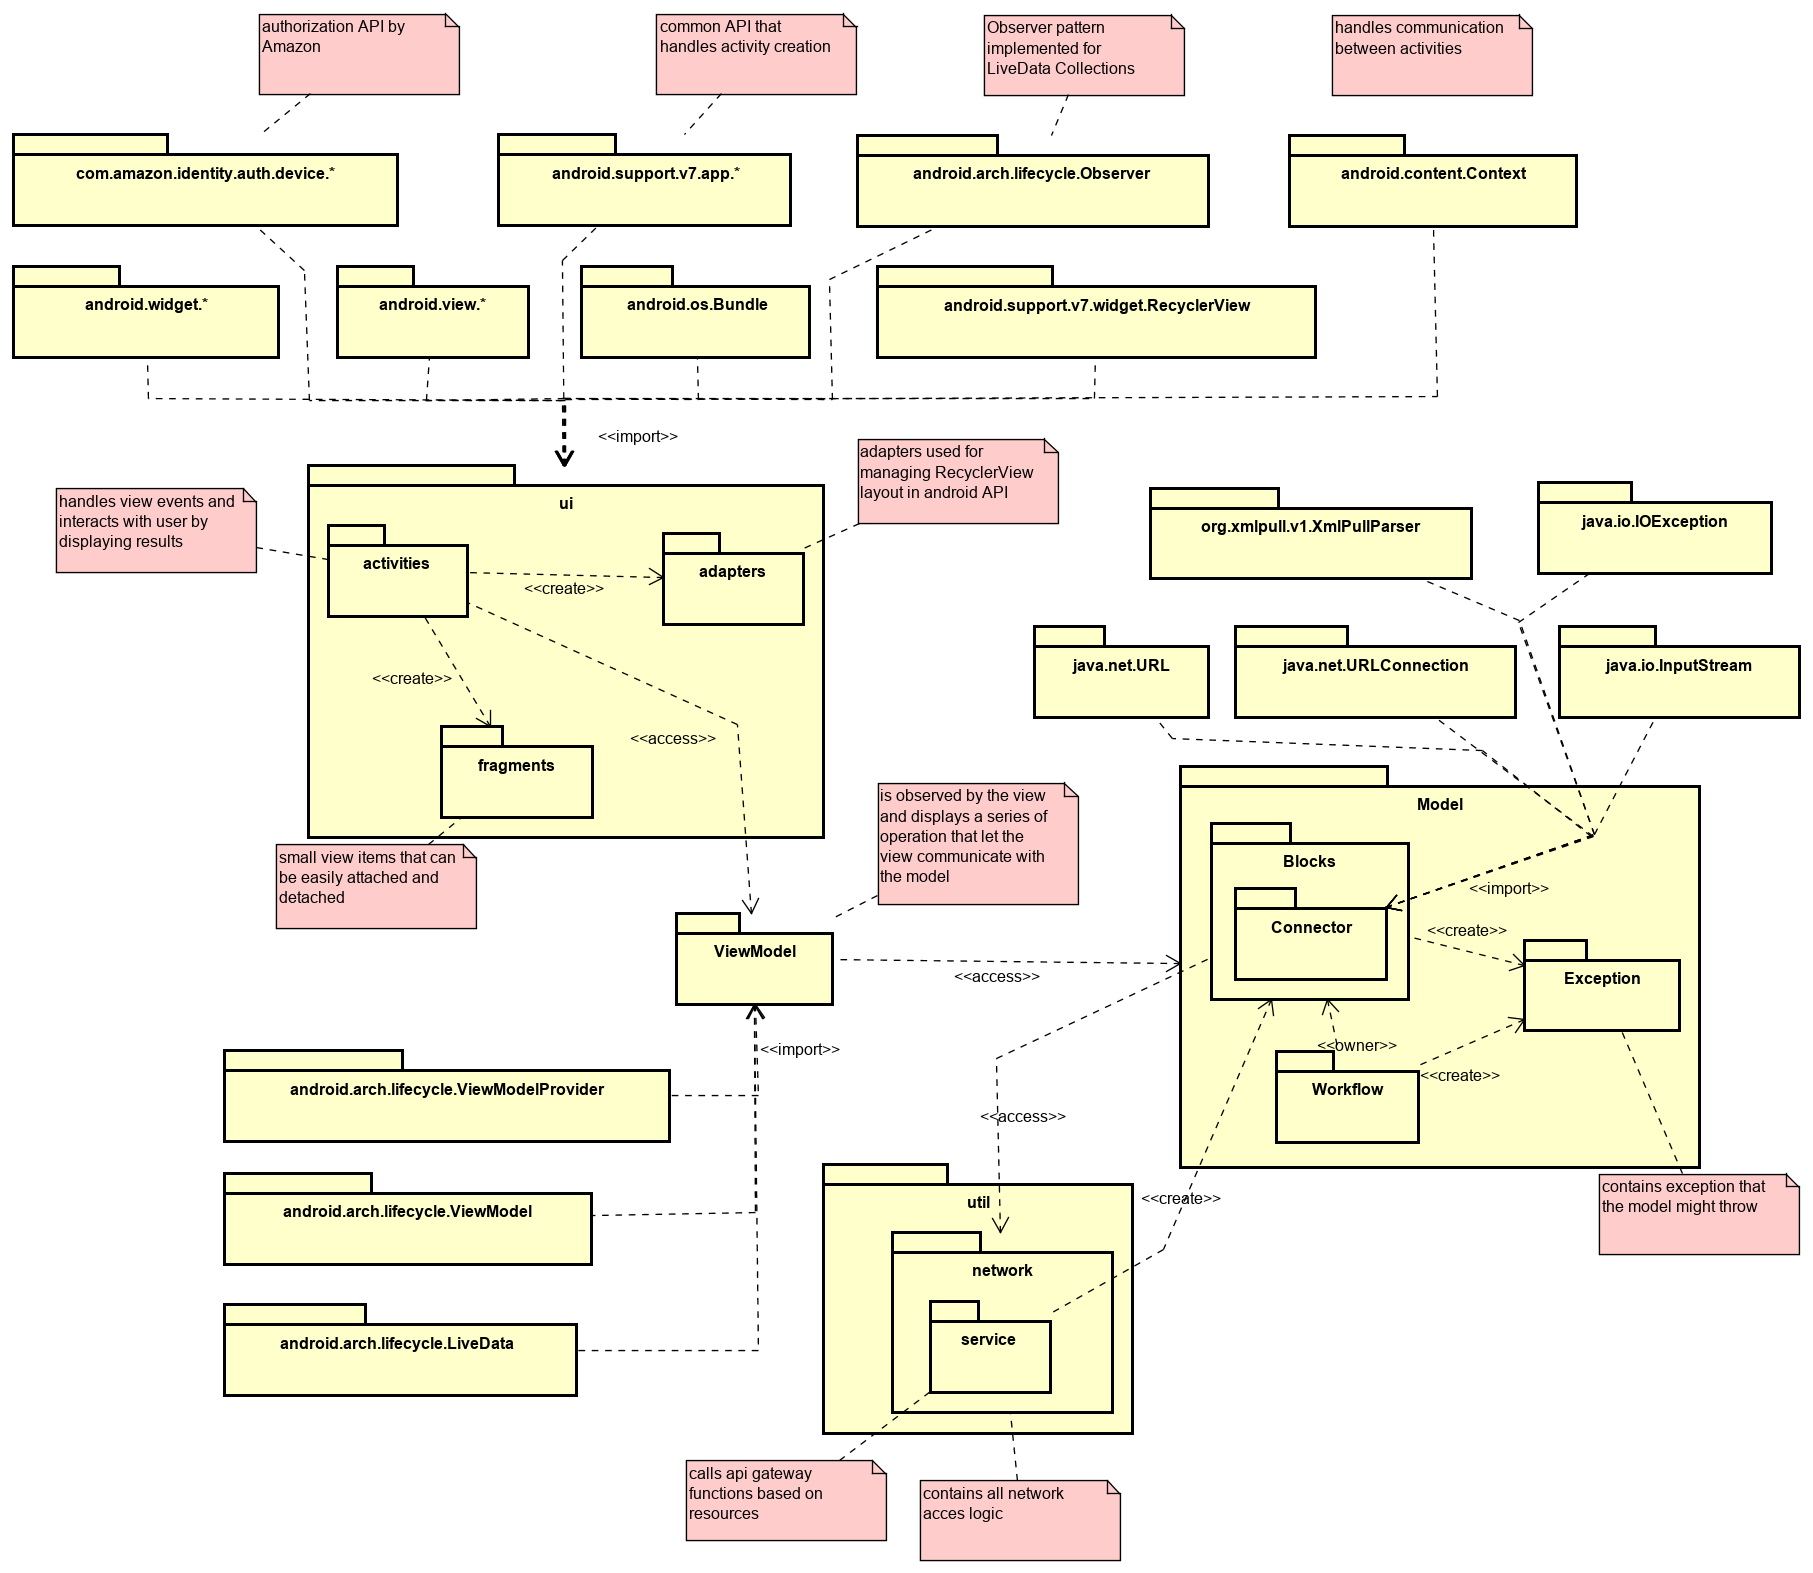 authorization API by
Amazon
common API that
handles activity creation
Observer pattern
implemented for
LiveData Collections
handles communication
between activities
com.amazon.identity.auth.device.*
android.support.v7.app.*
android.arch.lifecycle.Observer
android.content.Context
android.widget.*
android.view.*
android.os.Bundle
android.support.v7.widget.RecyclerView
<<import>>
handles view events and
interacts with user by
displaying results
ui
activities
<<create>>
adapters
adapters used for
managing RecyclerView
layout in android API
<<create>>
<<access>>
fragments
small view items that can
be easily attached and
detached
org.xmlpull.v1.XmlPullParser
java.io.IOException
java.net.URL
java.net.URLConnection
java.io.InputStream
is observed by the view
and displays a series of
operation that let the
view communicate with
the model
Model
Blocks
<<import>>
Connector
<<create>>
Exception
ViewModel
<<access>>
<<import>>
<<owner>>
<<create>>
Workflow
android.arch.lifecycle.ViewModelProvider
<<access>>
android.arch.lifecycle.ViewModel
util
<<create>>
contains exception that
the model might throw
network
android.arch.lifecycle.LiveData
service
calls api gateway
functions based on
resources
contains all network
acces logic